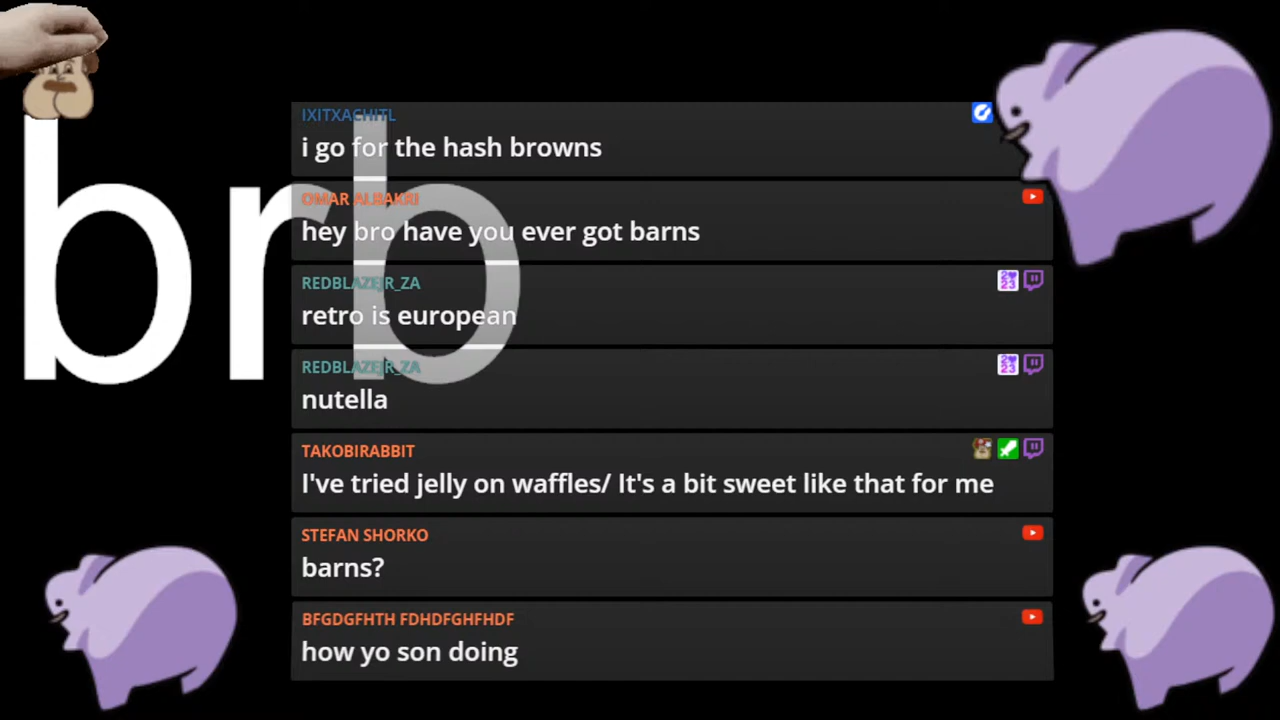 brb
IXITXACHITL
i go for the hash browns
OMAR ALBAKRI
hey bro have you ever got barns
REDBLAZEJR_ZA
retro is european
REDBLAZEJR_ZA
nutella
TAKOBIRABBIT
I've tried jelly on waffles/ It's a bit sweet like that for me
STEFAN SHORKO
barns?
BFGDGFHTH FDHDFGHFHDF
how yo son doing